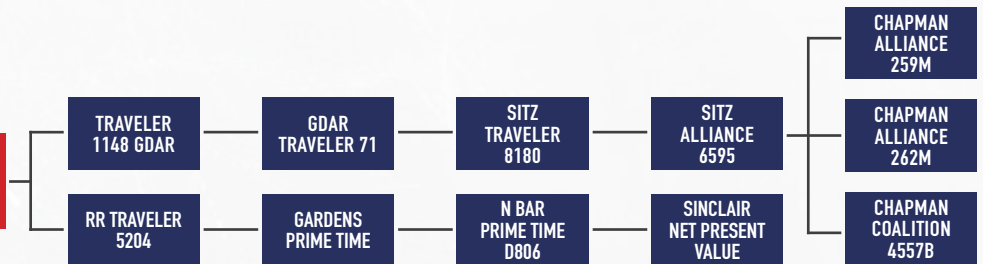 CHAPMAN
ALLIANCE
259M
TRAVELER
1148 GDAR
GDAR
TRAVELER 71
SITZ
TRAVELER
8180
SITZ
ALLIANCE
6595
CHAPMAN
ALLIANCE
262M
RR TRAVELER
5204
GARDENS
PRIME TIME
N BAR
PRIME TIME
D806
SINCLAIR
NET PRESENT
VALUE
CHAPMAN
COALITION
4557B